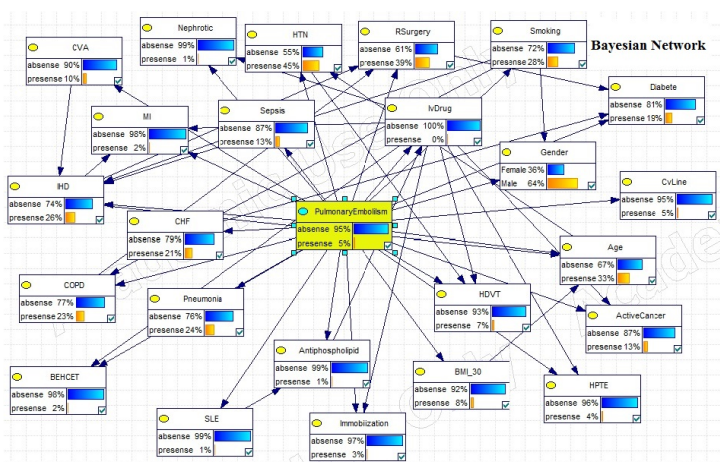 Bayesian Network
Nephrotic
absense 99%
presense 1%
HTN
absense 55%
presense 45%
RSurgery
absense 61%
presense 39%
Smoking
absense 72%
presense 28%
CVA
absense 90%
presense 10%
Diabete
absense 81%
presense 19%
MI
absense 98%
presense 2%
Sepsis
absense 87%
presense 13%
IvDrug
absense 100%
presense 0%
Gender
Female 36%
Male 64%
IHD
absense 74%
presense 26%
CvLine
absense 95%
presense 5%
PulmonaryEmboliism
absense 95%
presense 5%
CHF
absense 79%
presense 21%
Age
absense 67%
presense 33%
COPD
absense 77%
presense 23%
Pneumonia
absense 76%
presense 24%
HDVT
absense 93%
presense 7%
ActiveCancer
absense 87%
presense 13%
Antiphospholipid
absense 99%
presense 1%
BEHCET
absense 98%
presense 2%
BMI_30
absense 92%
presense 8%
HPTE
absense 96%
presense 4%
SLE
absense 99%
presense 1%
Immobiization
absense 97%
presense 3%